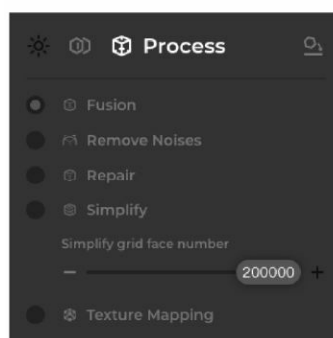 Process
Fusion
Remove Noises
Repair
Simplify
Simplify grid face number
200000
Texture Mapping